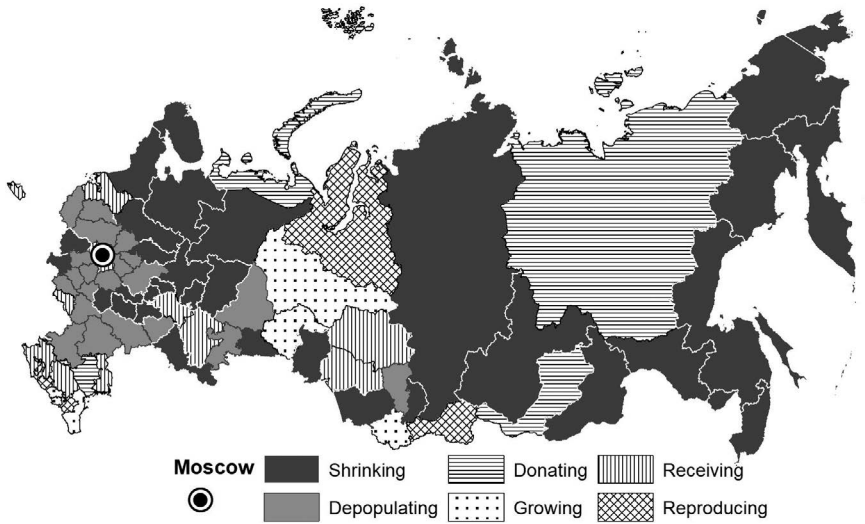 Moscow
Shrinking
Donating
Receiving
Depopulating
Growing
Reproducing